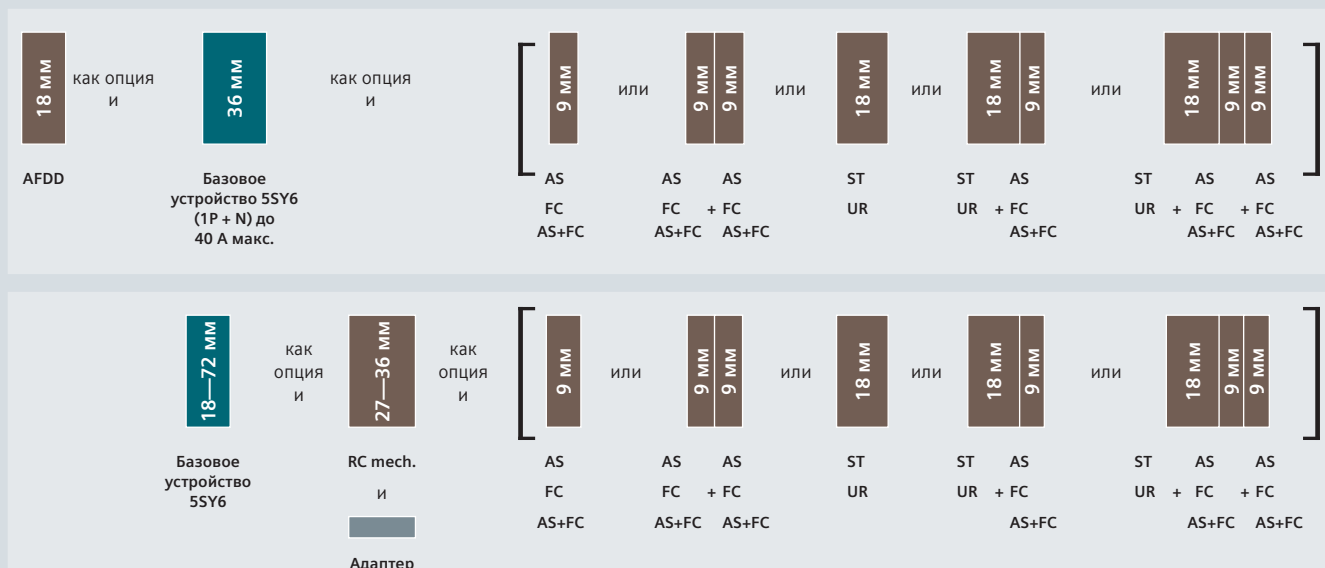 18 мм
как опция
и
36 мм
как опция
и
9 мм
или
9 мм 9 мм
или
18 мм
или
18 мм 9 мм
или
18 мм 9 мм 9 мм
AFDD
Базовое
устройство 5SY6
(1P + N) до
40 А макс.
AS
FC
AS+FC
AS AS
FC + FC
AS+FC AS+FC
ST
UR
ST AS
UR + FC
AS+FC
ST AS AS
UR + FC + FC
AS+FC AS+FC
18—72 мм
как
опция
и
27—36 мм
как
опция
и
9 мм
или
9 мм 9 мм
или
18 мм
или
18 мм 9 мм
или
18 мм 9 мм 9 мм
Базовое
устройство
5SY6
RC mech.
и
Адаптер
AS
FC
AS+FC
AS AS
FC + FC
AS+FC AS+FC
ST
UR
ST AS
UR + FC
AS+FC
ST AS AS
UR + FC + FC
AS+FC AS+FC